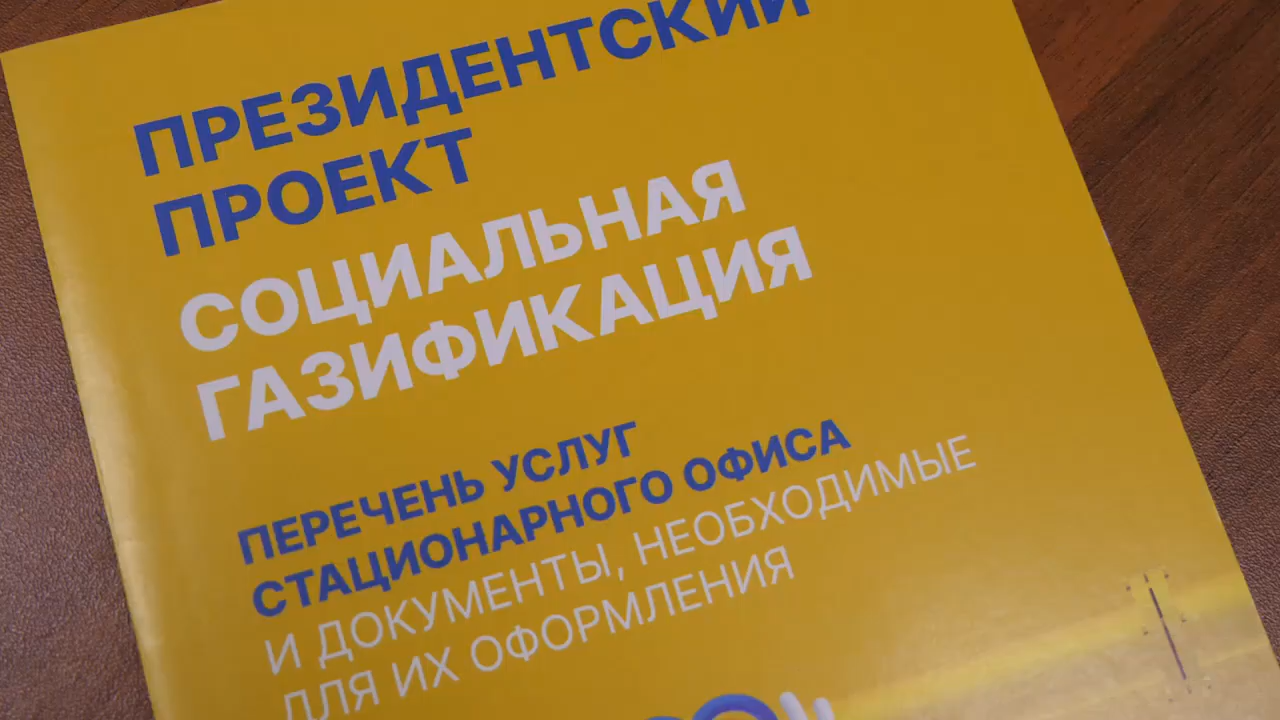 ПРЕЗИДЕНТСКИЙ
ПРОЕКТ
СОЦИАЛЬНАЯ
ГАЗИФИКАЦИЯ
ПЕРЕЧЕНЬ УСЛУГ
СТАЦИОНАРНОГО ОФИСА
И ДОКУМЕНТЫ, НЕОБХОДИМЫЕ
ДЛЯ ИХ ОФОРМЛЕНИЯ